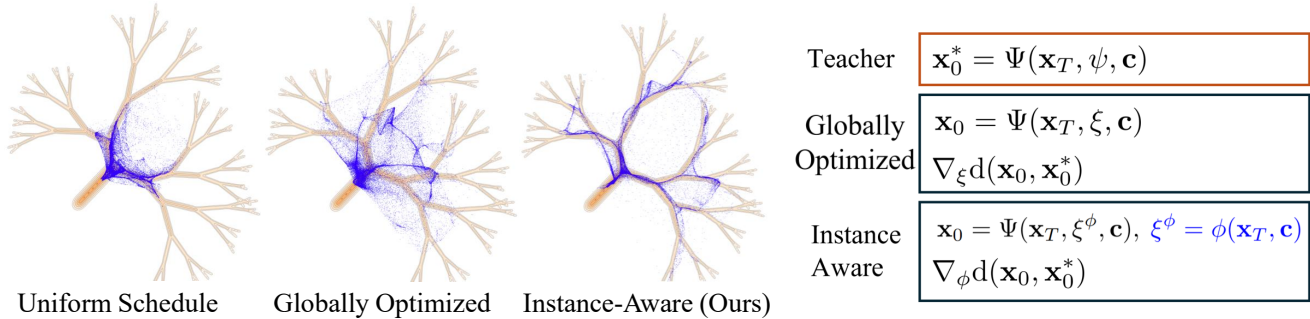 Uniform Schedule
Globally Optimized
Instance-Aware (Ours)
Teacher
x₀* = Ψ(x_T, ψ, c)
Globally
Optimized
x₀ = Ψ(x_T, ξ, c)
∇_ξ d(x₀, x₀*)
Instance
Aware
x₀ = Ψ(x_T, ξ^ϕ, c), ξ^ϕ = ϕ(x_T, c)
∇_ϕ d(x₀, x₀*)